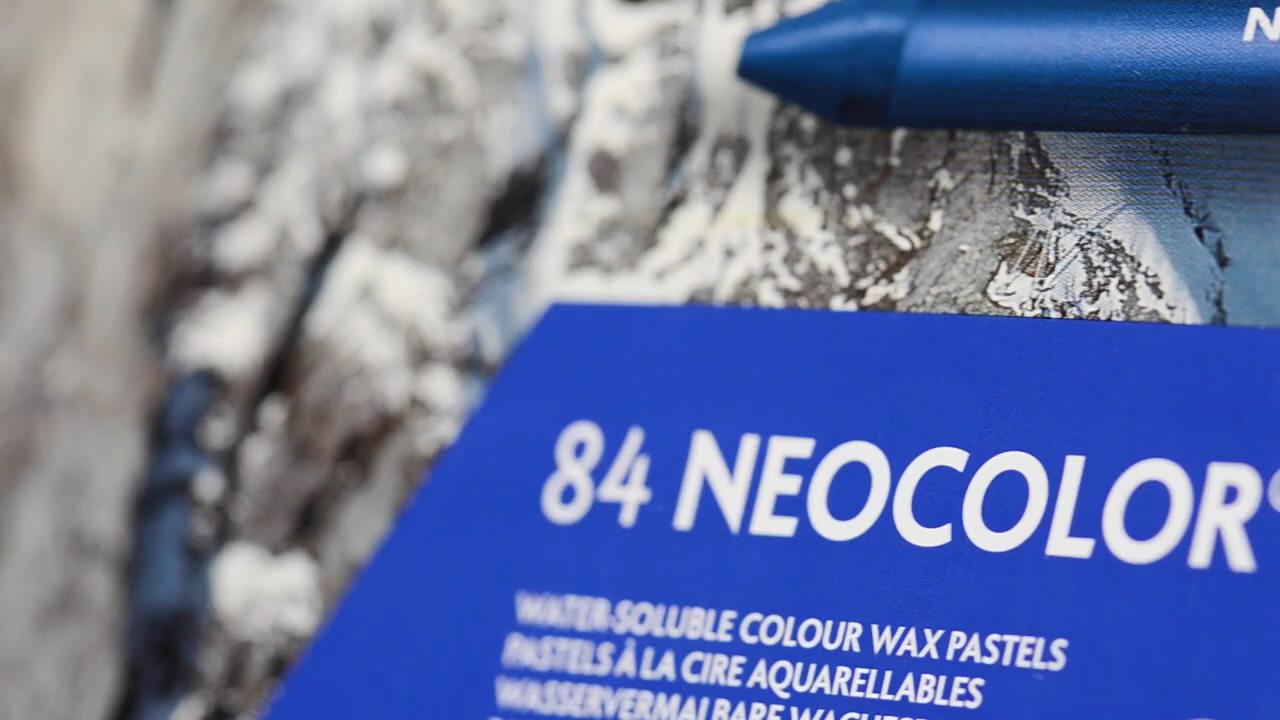 N
84 NEOCOLOR
WATER-SOLUBLE COLOUR WAX PASTELS
PASTELS À LA CIRE AQUARELLABLES